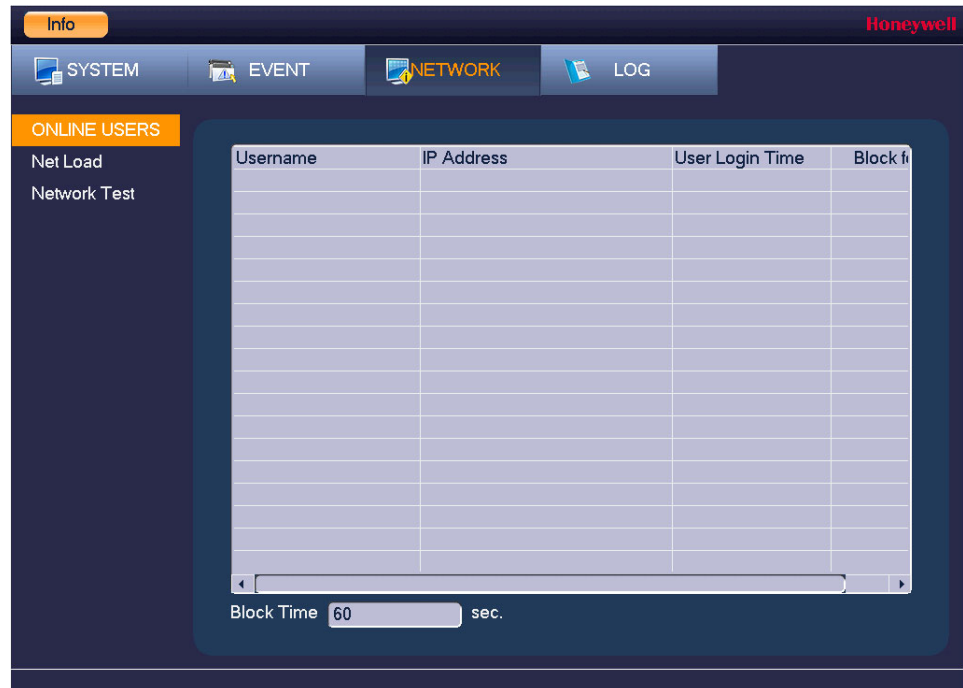 Info Honeywell
SYSTEM EVENT NETWORK LOG
ONLINE USERS
Net Load
Network Test
Username IP Address User Login Time Block f
Block Time 60 sec.